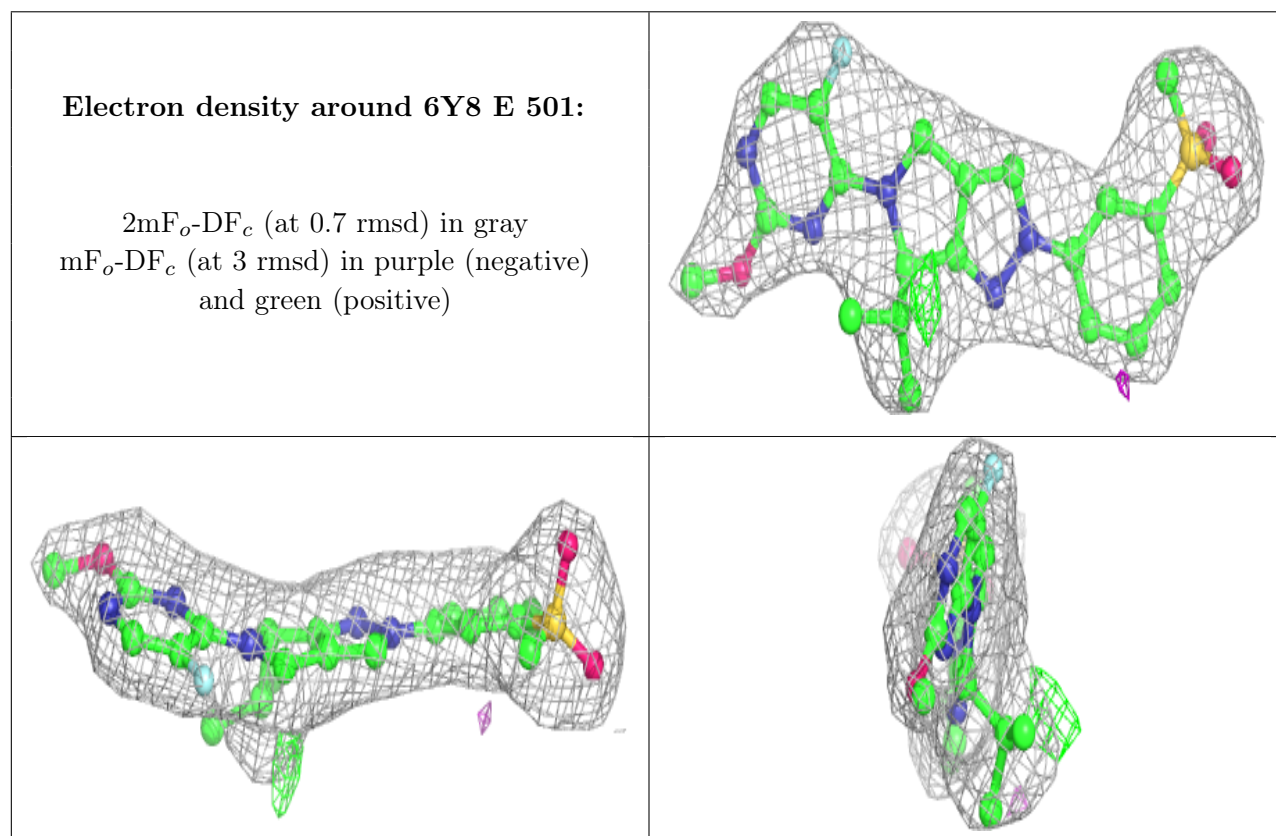 Electron density around 6Y8 E 501:
2mFₒ-DF𝒸 (at 0.7 rmsd) in gray
mFₒ-DF𝒸 (at 3 rmsd) in purple (negative)
and green (positive)